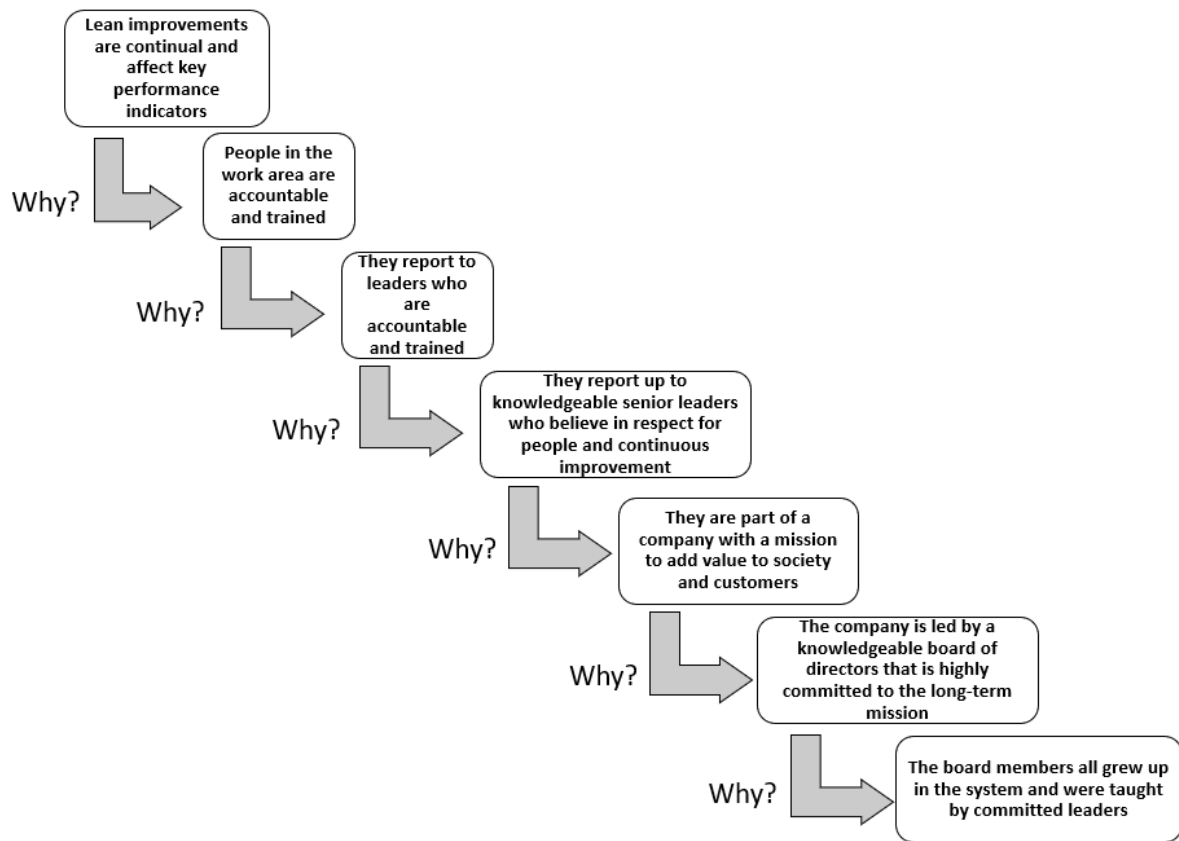 Lean improvements
are continual and
affect key
performance
indicators
Why?
People in the
work area are
accountable
and trained
Why?
They report to
leaders who
are
accountable
and trained
Why?
They report up to
knowledgeable senior leaders
who believe in respect for
people and continuous
improvement
Why?
They are part of a
company with a mission
to add value to society
and customers
Why?
The company is led by a
knowledgeable board of
directors that is highly
committed to the long-term
mission
Why?
The board members all grew up
in the system and were taught
by committed leaders